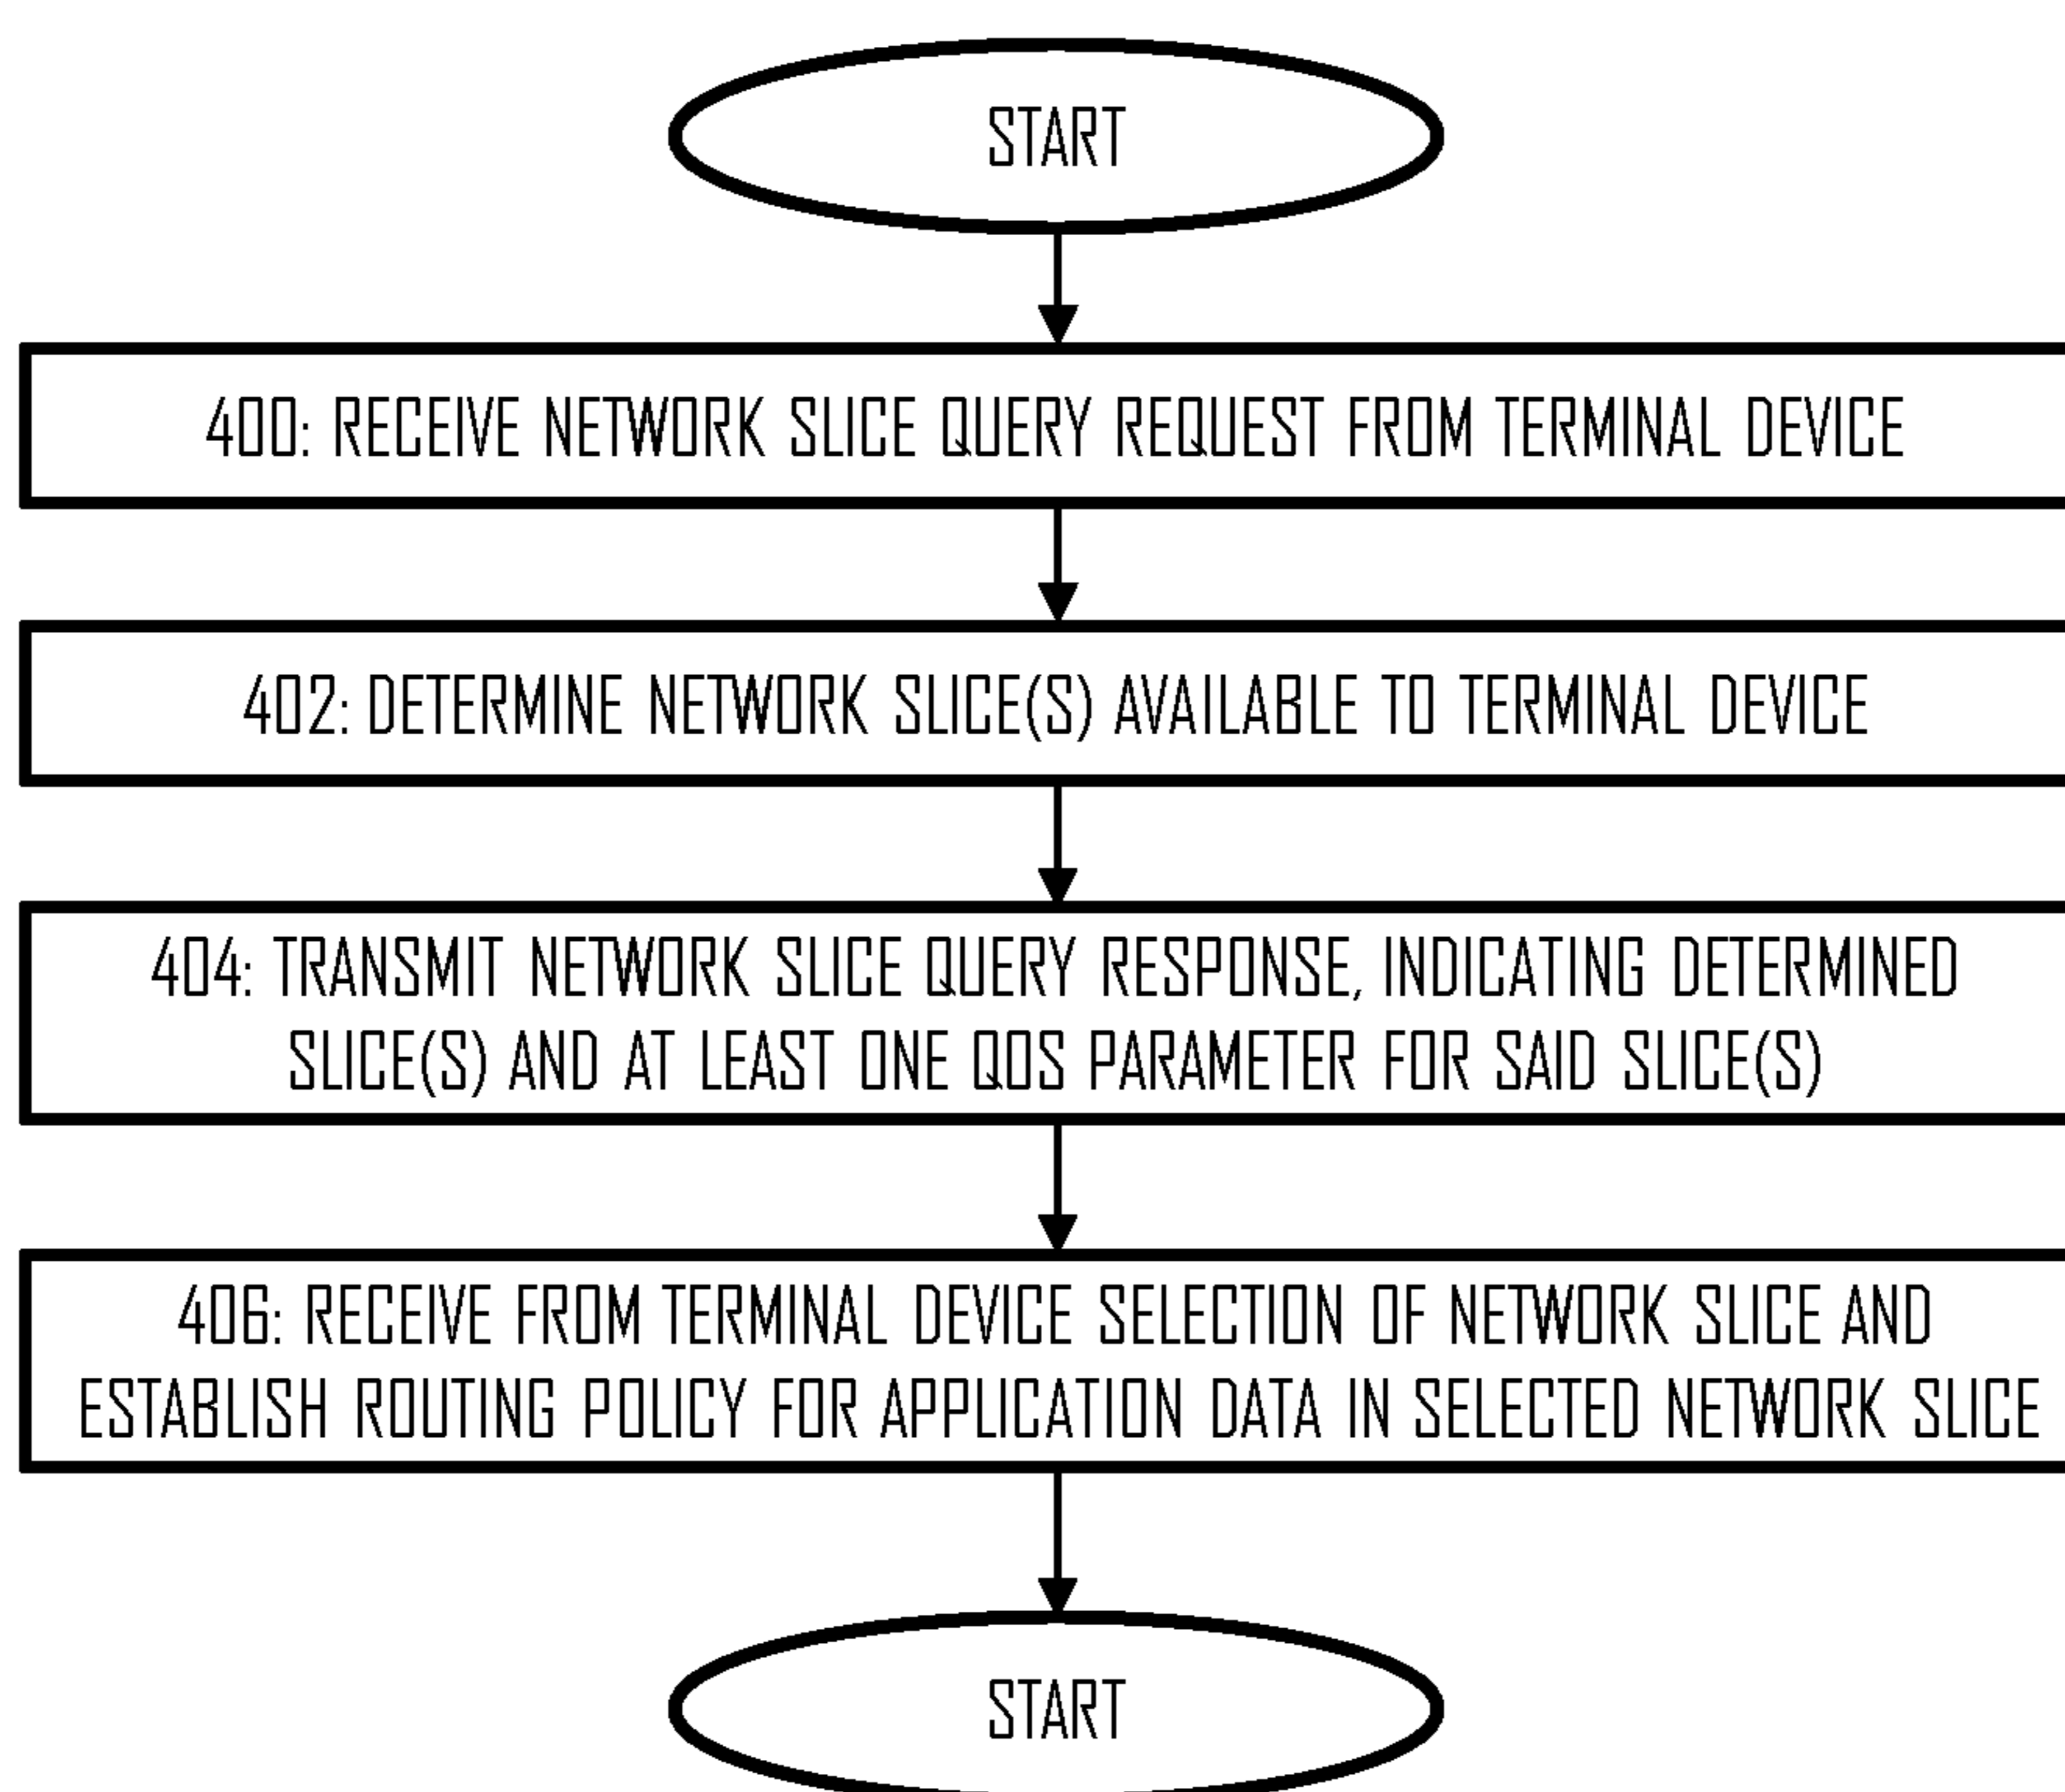 START
400: RECEIVE NETWORK SLICE QUERY REQUEST FROM TERMINAL DEVICE
402: DETERMINE NETWORK SLICE(S) AVAILABLE TO TERMINAL DEVICE
404: TRANSMIT NETWORK SLICE QUERY RESPONSE, INDICATING DETERMINED
SLICE(S) AND AT LEAST ONE QOS PARAMETER FOR SAID SLICE(S)
406: RECEIVE FROM TERMINAL DEVICE SELECTION OF NETWORK SLICE AND
ESTABLISH ROUTING POLICY FOR APPLICATION DATA IN SELECTED NETWORK SLICE
START